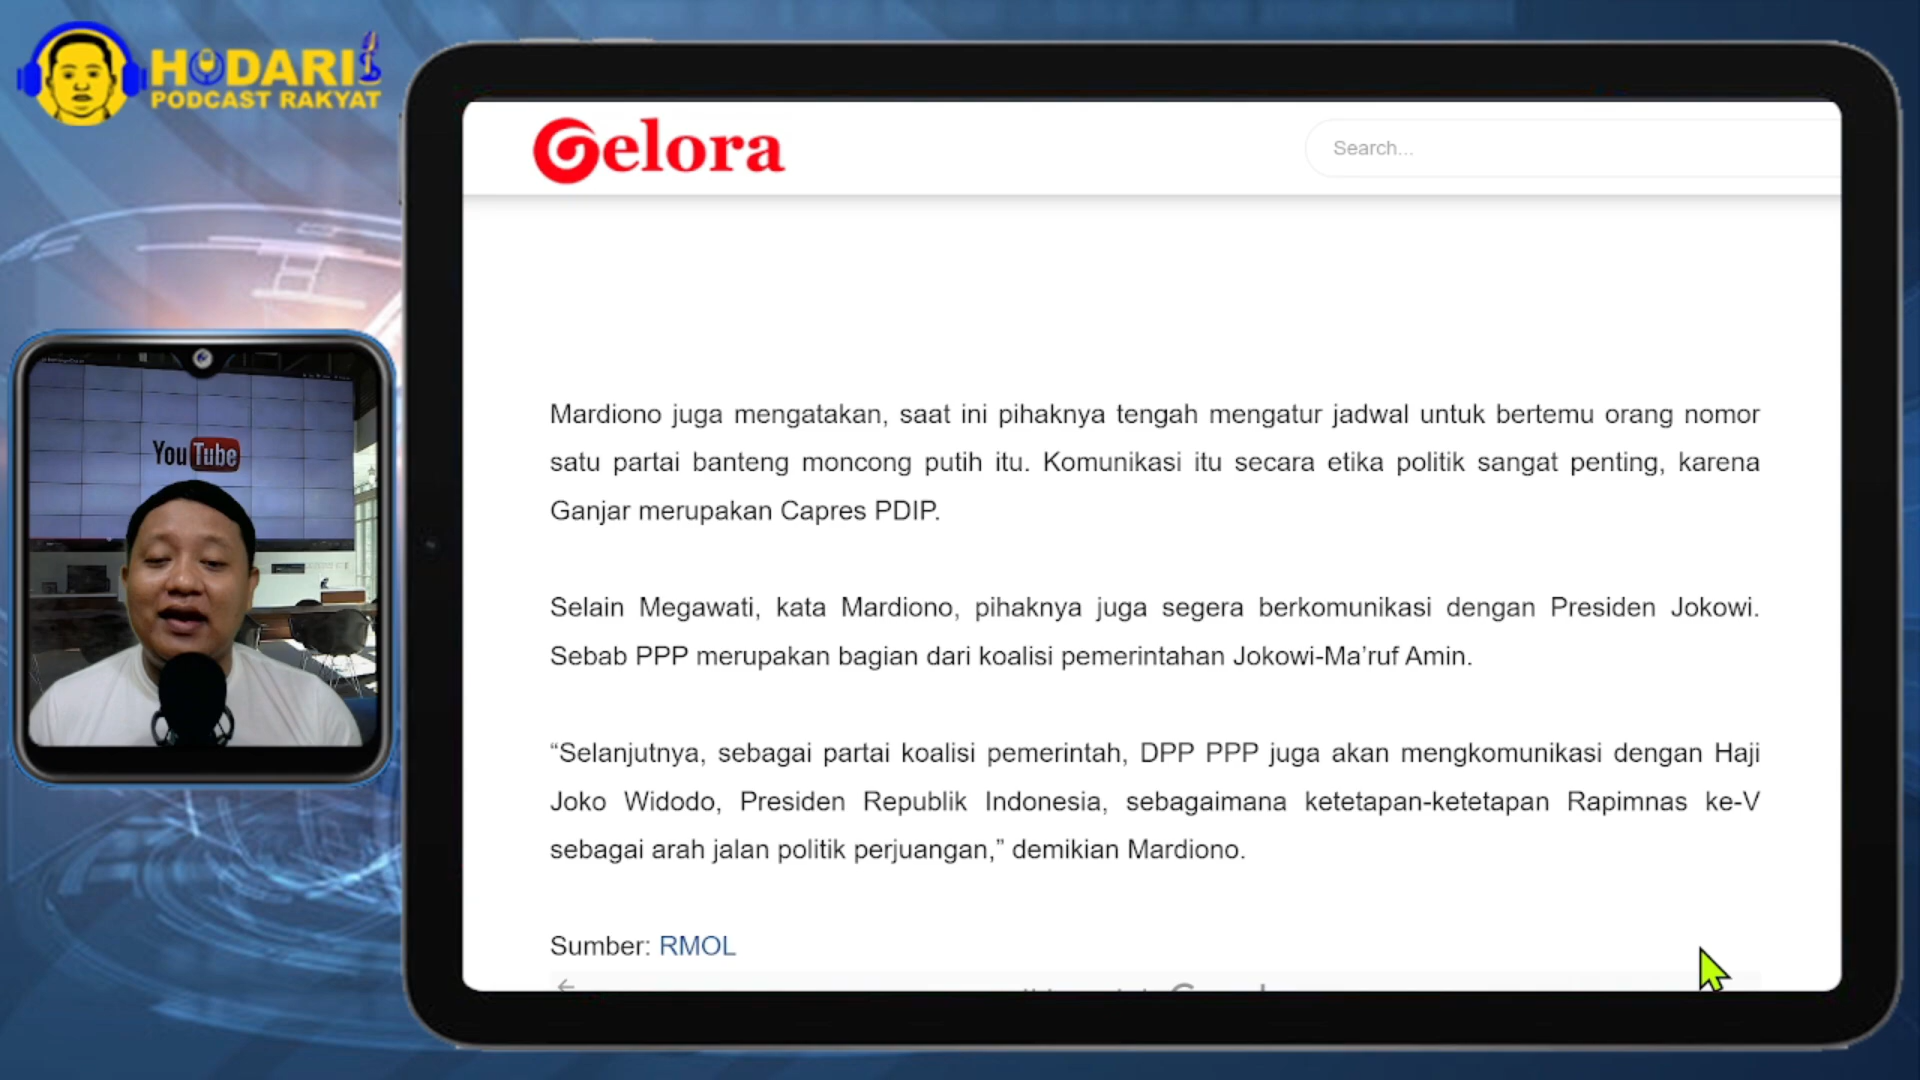 HUDARI
PODCAST RAKYAT
YouTube
Gelora
Search...
Mardiono juga mengatakan, saat ini pihaknya tengah mengatur jadwal untuk bertemu orang nomor
satu partai banteng moncong putih itu. Komunikasi itu secara etika politik sangat penting, karena
Ganjar merupakan Capres PDIP.
Selain Megawati, kata Mardiono, pihaknya juga segera berkomunikasi dengan Presiden Jokowi.
Sebab PPP merupakan bagian dari koalisi pemerintahan Jokowi-Ma’ruf Amin.
“Selanjutnya, sebagai partai koalisi pemerintah, DPP PPP juga akan mengkomunikasi dengan Haji
Joko Widodo, Presiden Republik Indonesia, sebagaimana ketetapan-ketetapan Rapimnas ke-V
sebagai arah jalan politik perjuangan,” demikian Mardiono.
Sumber: RMOL